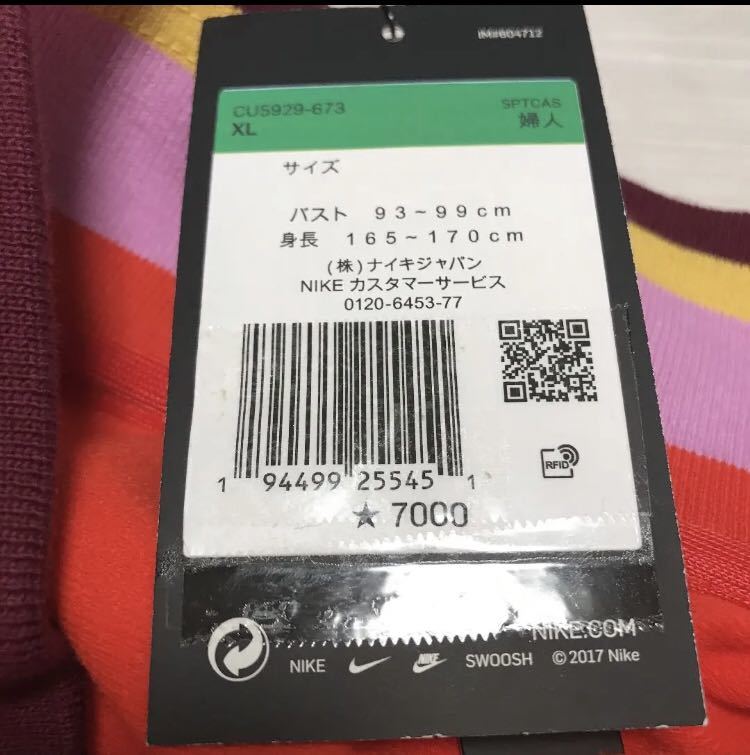 IM#604712
CU5929-673 SPTCAS
XL 婦人
サイズ
バスト 93~99cm
身長 165~170cm
(株)ナイキジャパン
NIKE カスタマーサービス
0120-6453-77
RFID
1 94499 25545 1
★ 7000
NIKE.COM
NIKE NIKE SWOOSH © 2017 Nike